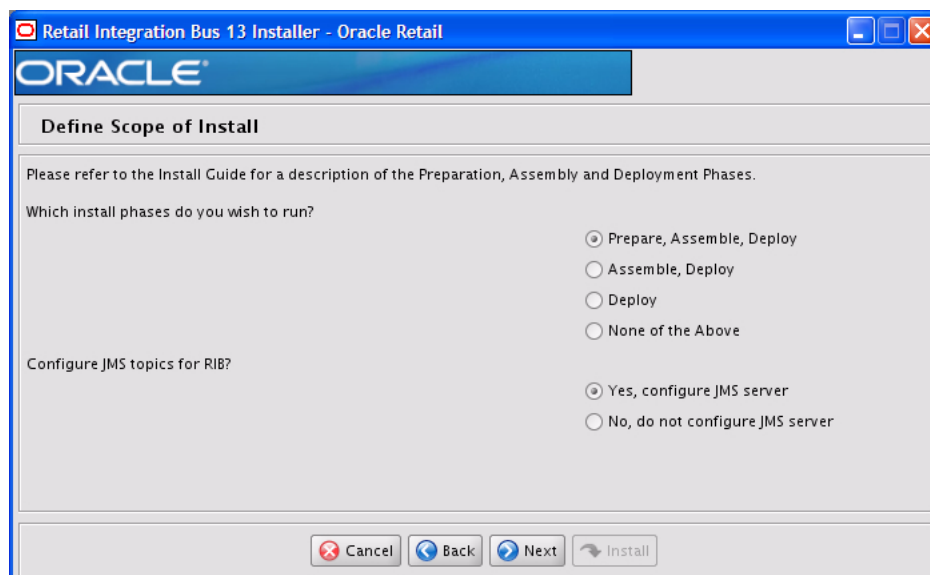 Retail Integration Bus 13 Installer - Oracle Retail
ORACLE®
Define Scope of Install
Please refer to the Install Guide for a description of the Preparation, Assembly and Deployment Phases.
Which install phases do you wish to run?
Prepare, Assemble, Deploy
Assemble, Deploy
Deploy
None of the Above
Configure JMS topics for RIB?
Yes, configure JMS server
No, do not configure JMS server
Cancel Back Next Install